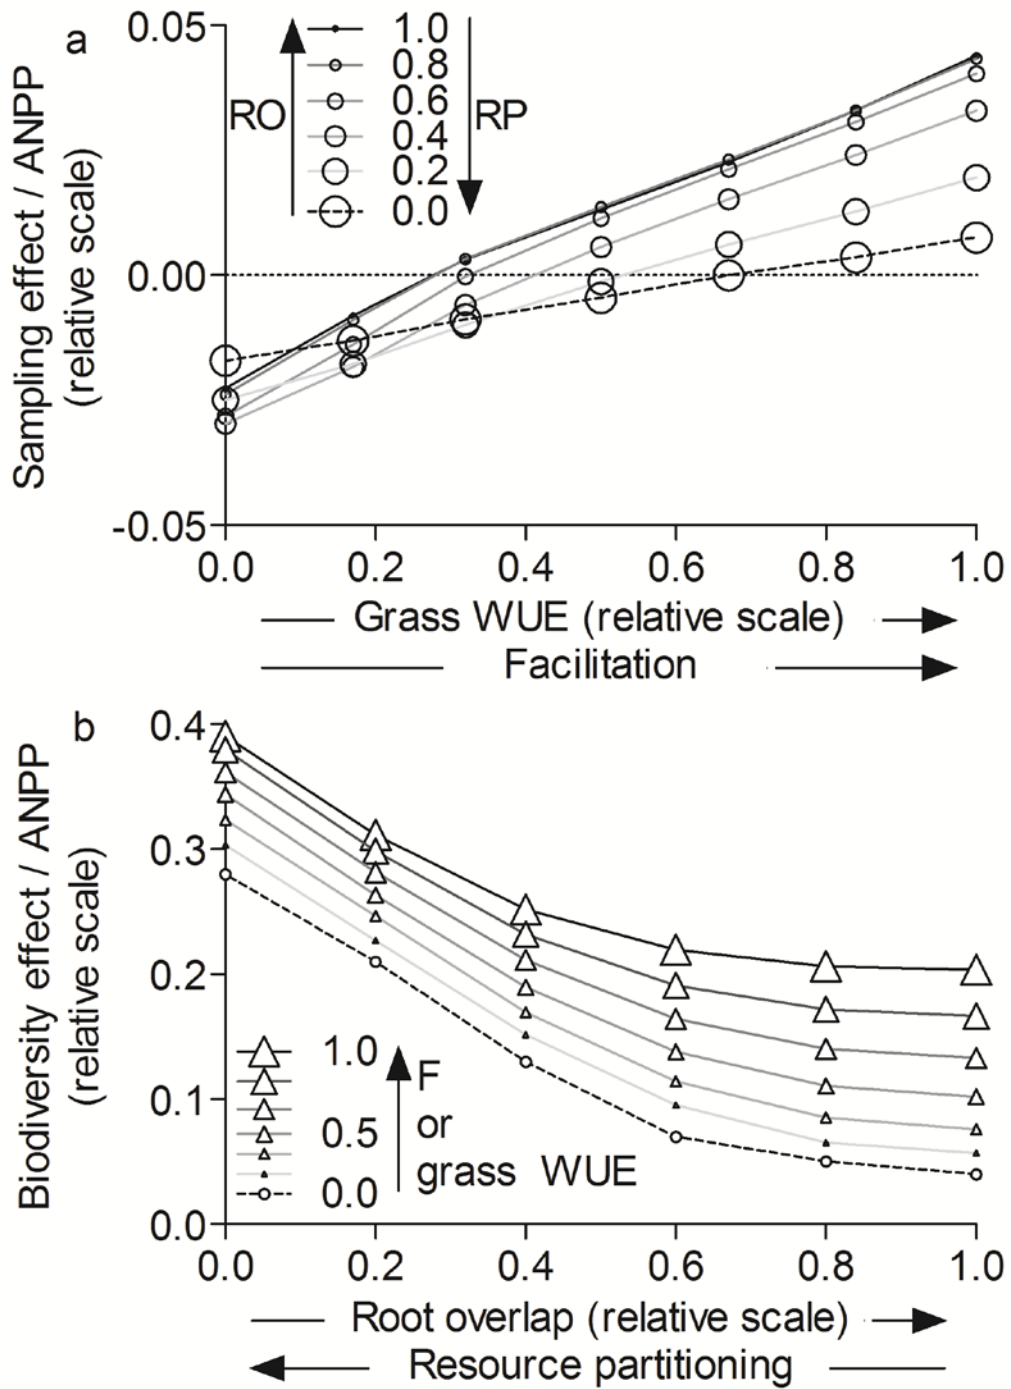 a
0.05
0.00
-0.05
Sampling effect / ANPP
(relative scale)
RO
1.0
0.8
0.6
0.4
0.2
0.0
RP
0.0 0.2 0.4 0.6 0.8 1.0
Grass WUE (relative scale)
Facilitation
b
0.4
0.3
0.2
0.1
0.0
Biodiversity effect / ANPP
(relative scale)
1.0
0.5
0.0
F
or
grass WUE
0.0 0.2 0.4 0.6 0.8 1.0
Root overlap (relative scale)
Resource partitioning